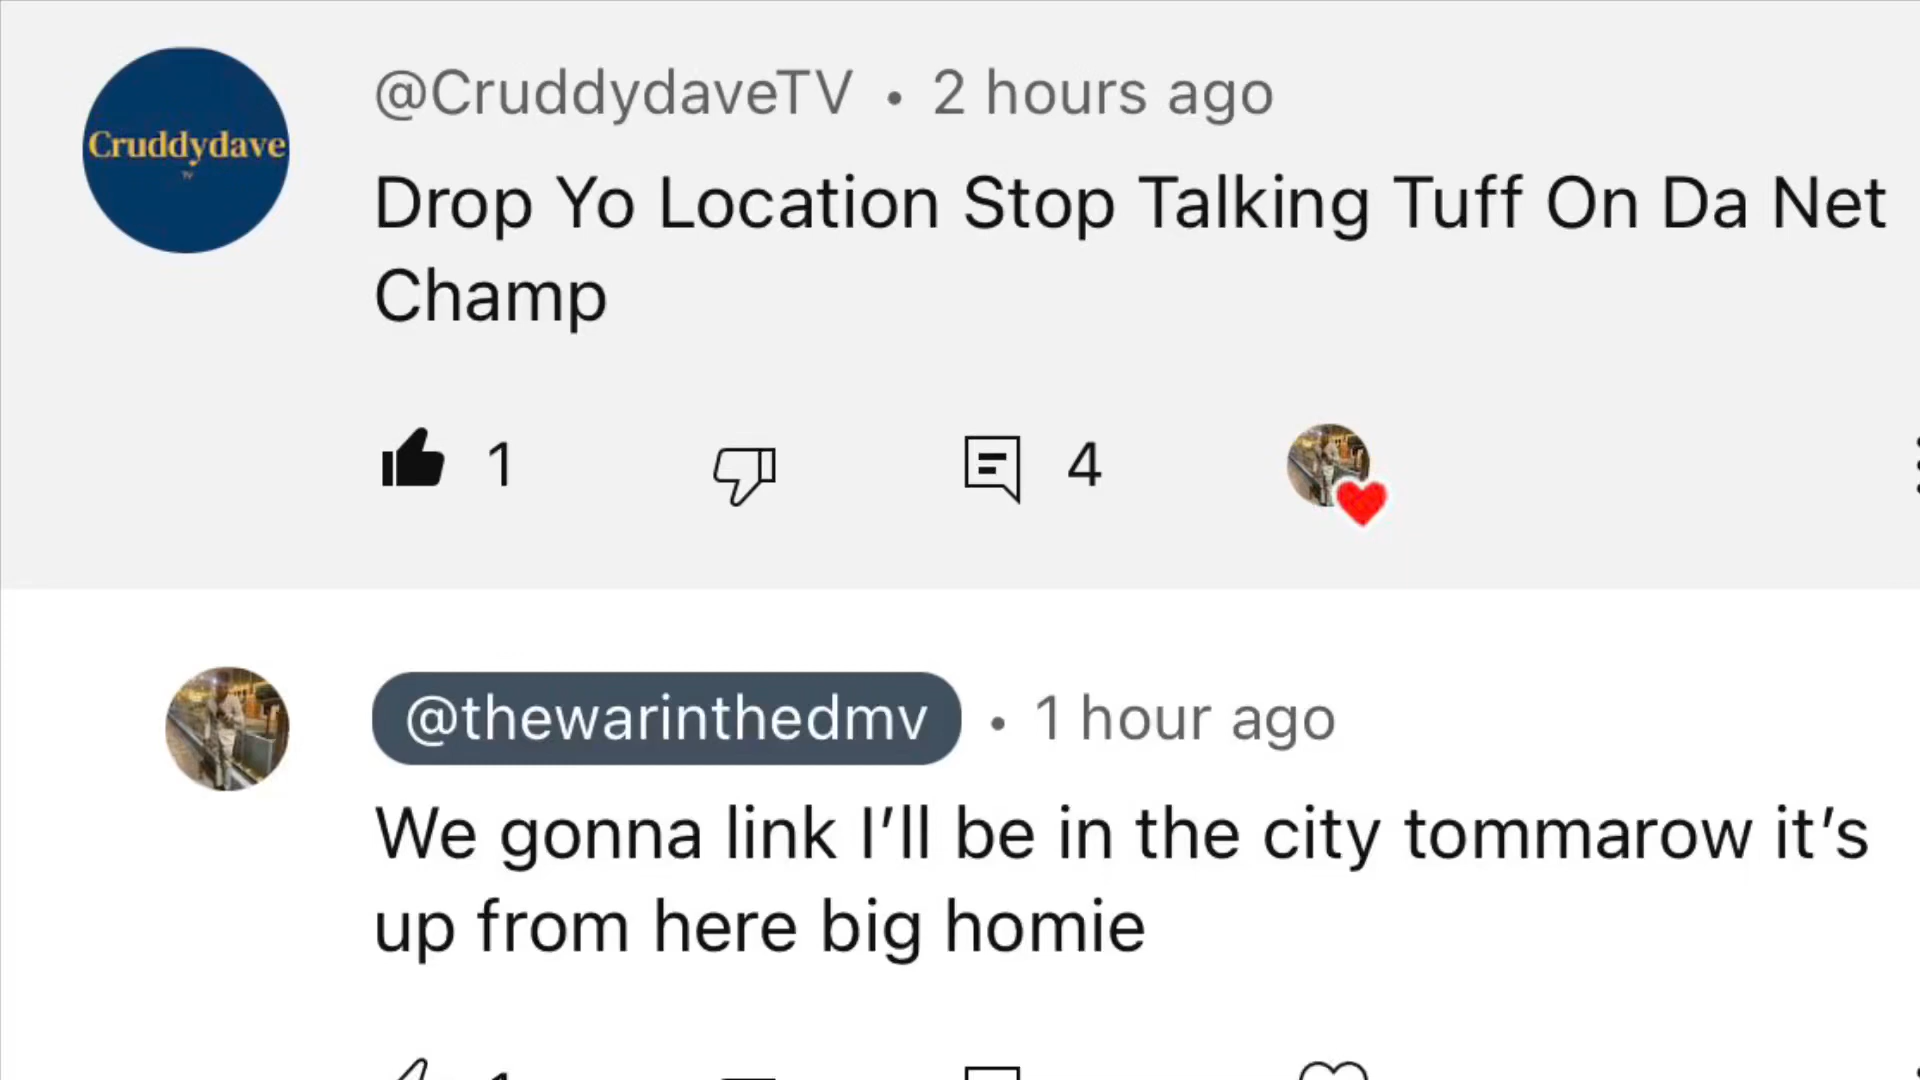 Cruddydave
TV
@CruddydaveTV • 2 hours ago
Drop Yo Location Stop Talking Tuff On Da Net
Champ
1 4
@thewarinthedmv • 1 hour ago
We gonna link I’ll be in the city tommarow it’s
up from here big homie